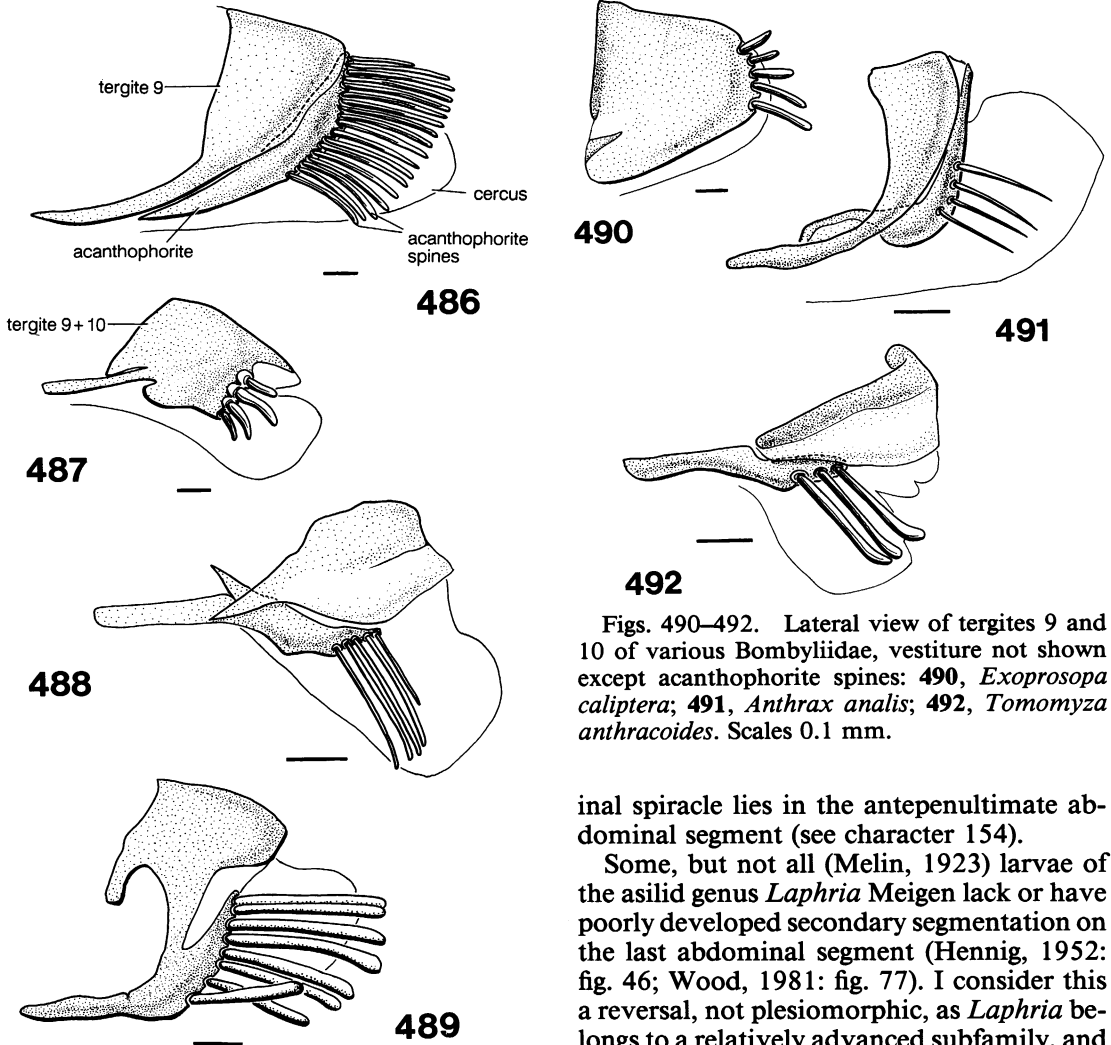 tergite 9
cercus
acanthophorite
acanthophorite
spines
486
tergite 9+10
487
488
489
490
491
492
Figs. 490–492. Lateral view of tergites 9 and
10 of various Bombyliidae, vestiture not shown
except acanthophorite spines: 490, Exoprosopa
caliptera; 491, Anthrax analis; 492, Tomomyza
anthracoides. Scales 0.1 mm.
inal spiracle lies in the antepenultimate ab-
dominal segment (see character 154).
Some, but not all (Melin, 1923) larvae of
the asilid genus Laphria Meigen lack or have
poorly developed secondary segmentation on
the last abdominal segment (Hennig, 1952:
fig. 46; Wood, 1981: fig. 77). I consider this
a reversal, not plesiomorphic, as Laphria be-
longs to a relatively advanced subfamily, and